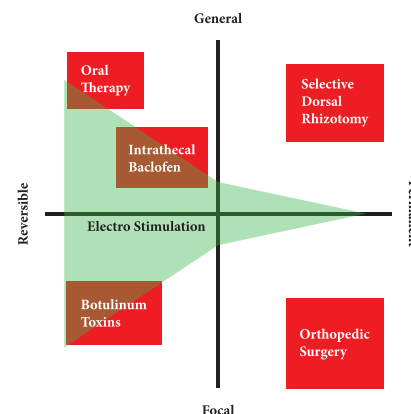 General
Oral
Therapy
Selective
Dorsal
Rhizotomy
Intrathecal
Baclofen
Reversible
Electro Stimulation
Botulinum
Toxins
Orthopedic
Surgery
Focal